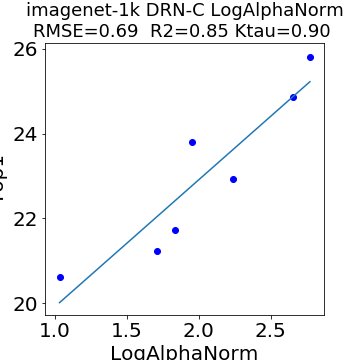 imagenet-1k DRN-C LogAlphaNorm
RMSE=0.69 R2=0.85 Ktau=0.90
26
24
22
20
1.0 1.5 2.0 2.5
LogAlphaNorm